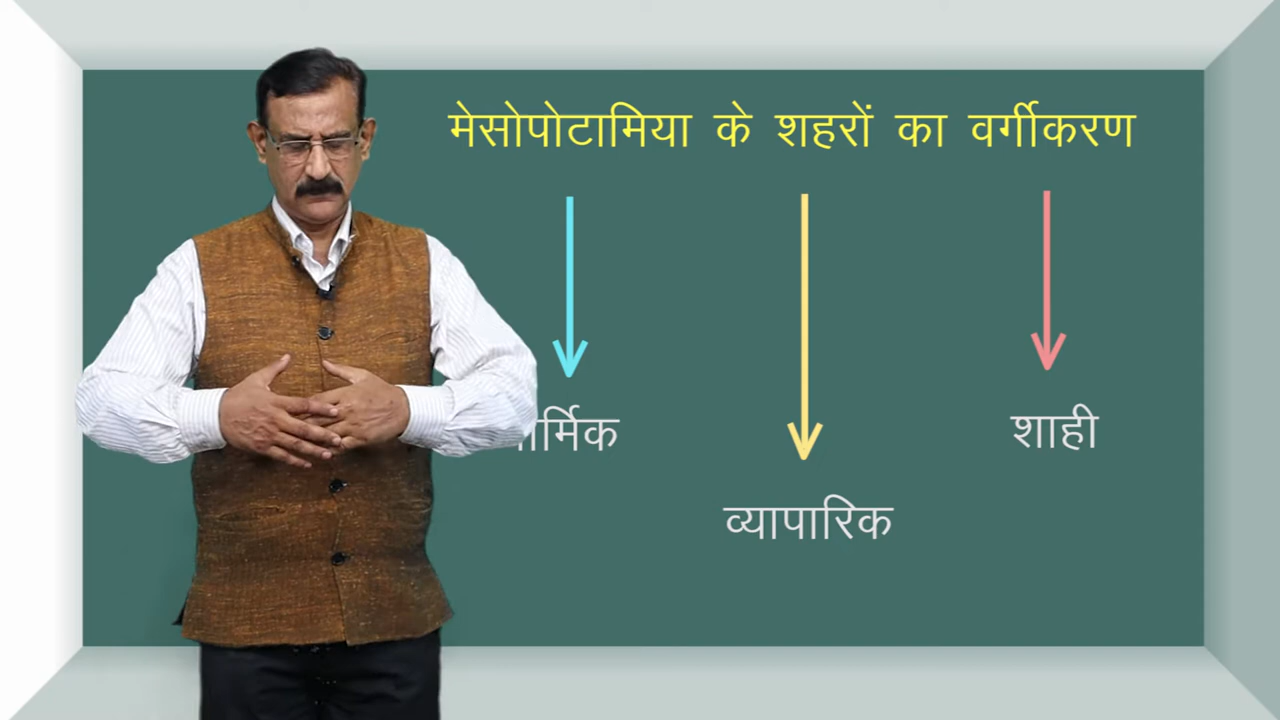 मेसोपोटामिया के शहरों का वर्गीकरण
शाही
व्यापारिक